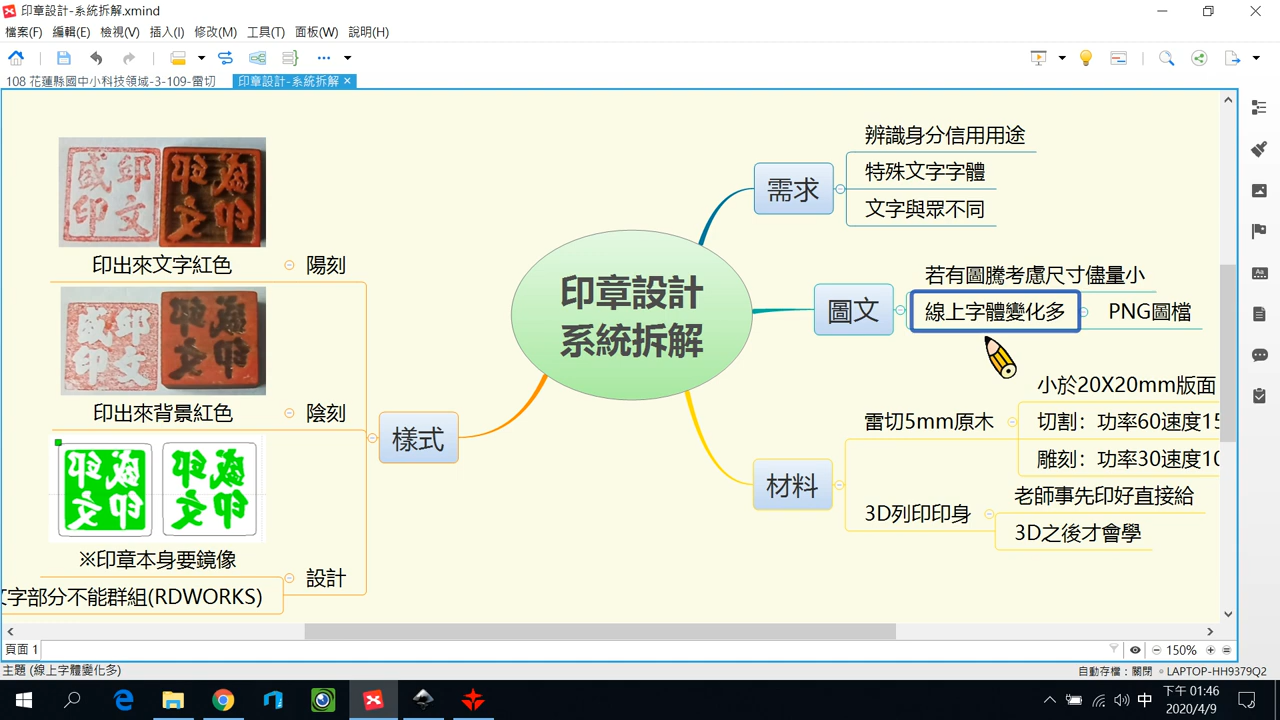 印章設計-系統拆解.xmind
檔案(F) 編輯(E) 檢視(V) 插入(I) 修改(M) 工具(T) 面板(W) 說明(H)
108 花蓮縣國中小科技領域-3-109-雷切 印章設計-系統拆解
印章設計
系統拆解
需求
辨識身分信用用途
特殊文字字體
文字與眾不同
圖文
若有圖騰考慮尺寸儘量小
線上字體變化多
PNG圖檔
材料
雷切5mm原木
小於20X20mm版面
切割：功率60速度15
雕刻：功率30速度10
3D列印印身
老師事先印好直接給
3D之後才會學
樣式
陽刻
印出來文字紅色
陰刻
印出來背景紅色
設計
※印章本身要鏡像
文字部分不能群組(RDWORKS)
盛邱
印文
盛邱
印文
頁面 1
150%
主題 (線上字體變化多)
自動存檔：關閉
LAPTOP-HH9379Q2
中
下午 01:46
2020/4/9